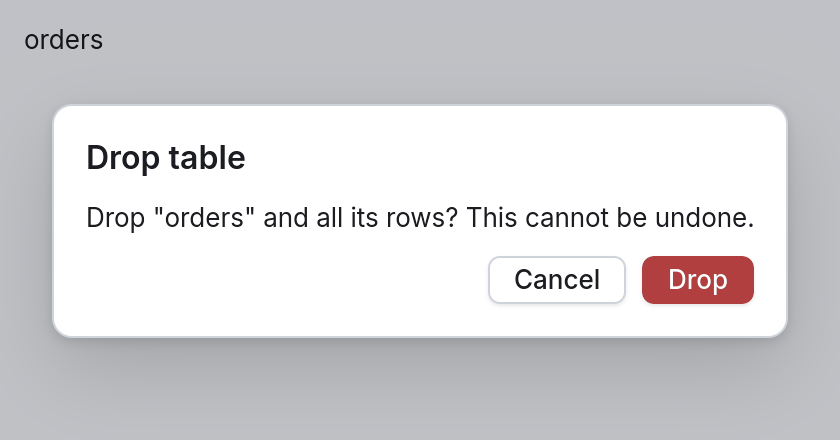 orders
Drop table
Drop "orders" and all its rows? This cannot be undone.
Cancel
Drop